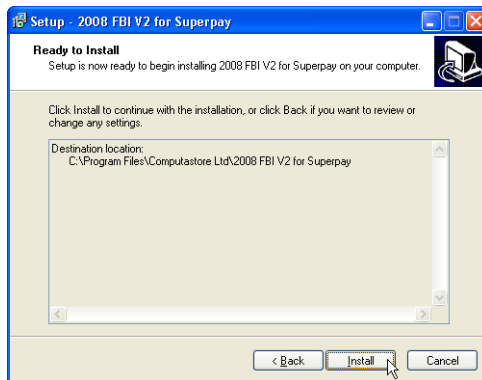 Setup - 2008 FBI V2 for Superpay
Ready to Install
Setup is now ready to begin installing 2008 FBI V2 for Superpay on your computer.
Click Install to continue with the installation, or click Back if you want to review or
change any settings.
Destination location:
C:\Program Files\Computastore Ltd\2008 FBI V2 for Superpay
< Back
Install
Cancel